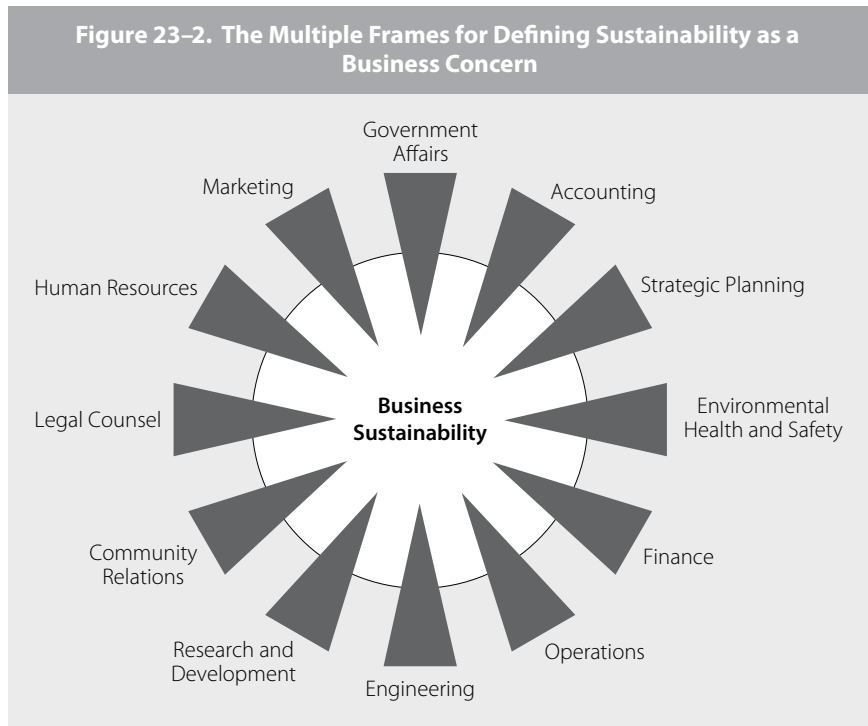 Figure 23–2. The Multiple Frames for Defining Sustainability as a
Business Concern
Government
Affairs
Marketing
Accounting
Human Resources
Strategic Planning
Legal Counsel
Business
Sustainability
Environmental
Health and Safety
Community
Relations
Finance
Research and
Development
Operations
Engineering